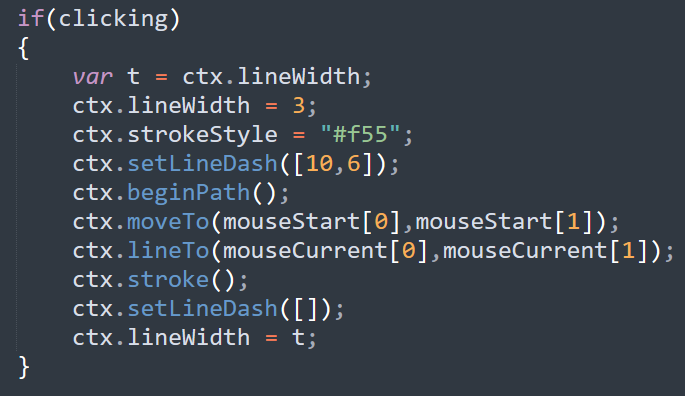 if(clicking)
{
    var t = ctx.lineWidth;
    ctx.lineWidth = 3;
    ctx.strokeStyle = "#f55";
    ctx.setLineDash([10,6]);
    ctx.beginPath();
    ctx.moveTo(mouseStart[0],mouseStart[1]);
    ctx.lineTo(mouseCurrent[0],mouseCurrent[1]);
    ctx.stroke();
    ctx.setLineDash([]);
    ctx.lineWidth = t;
}